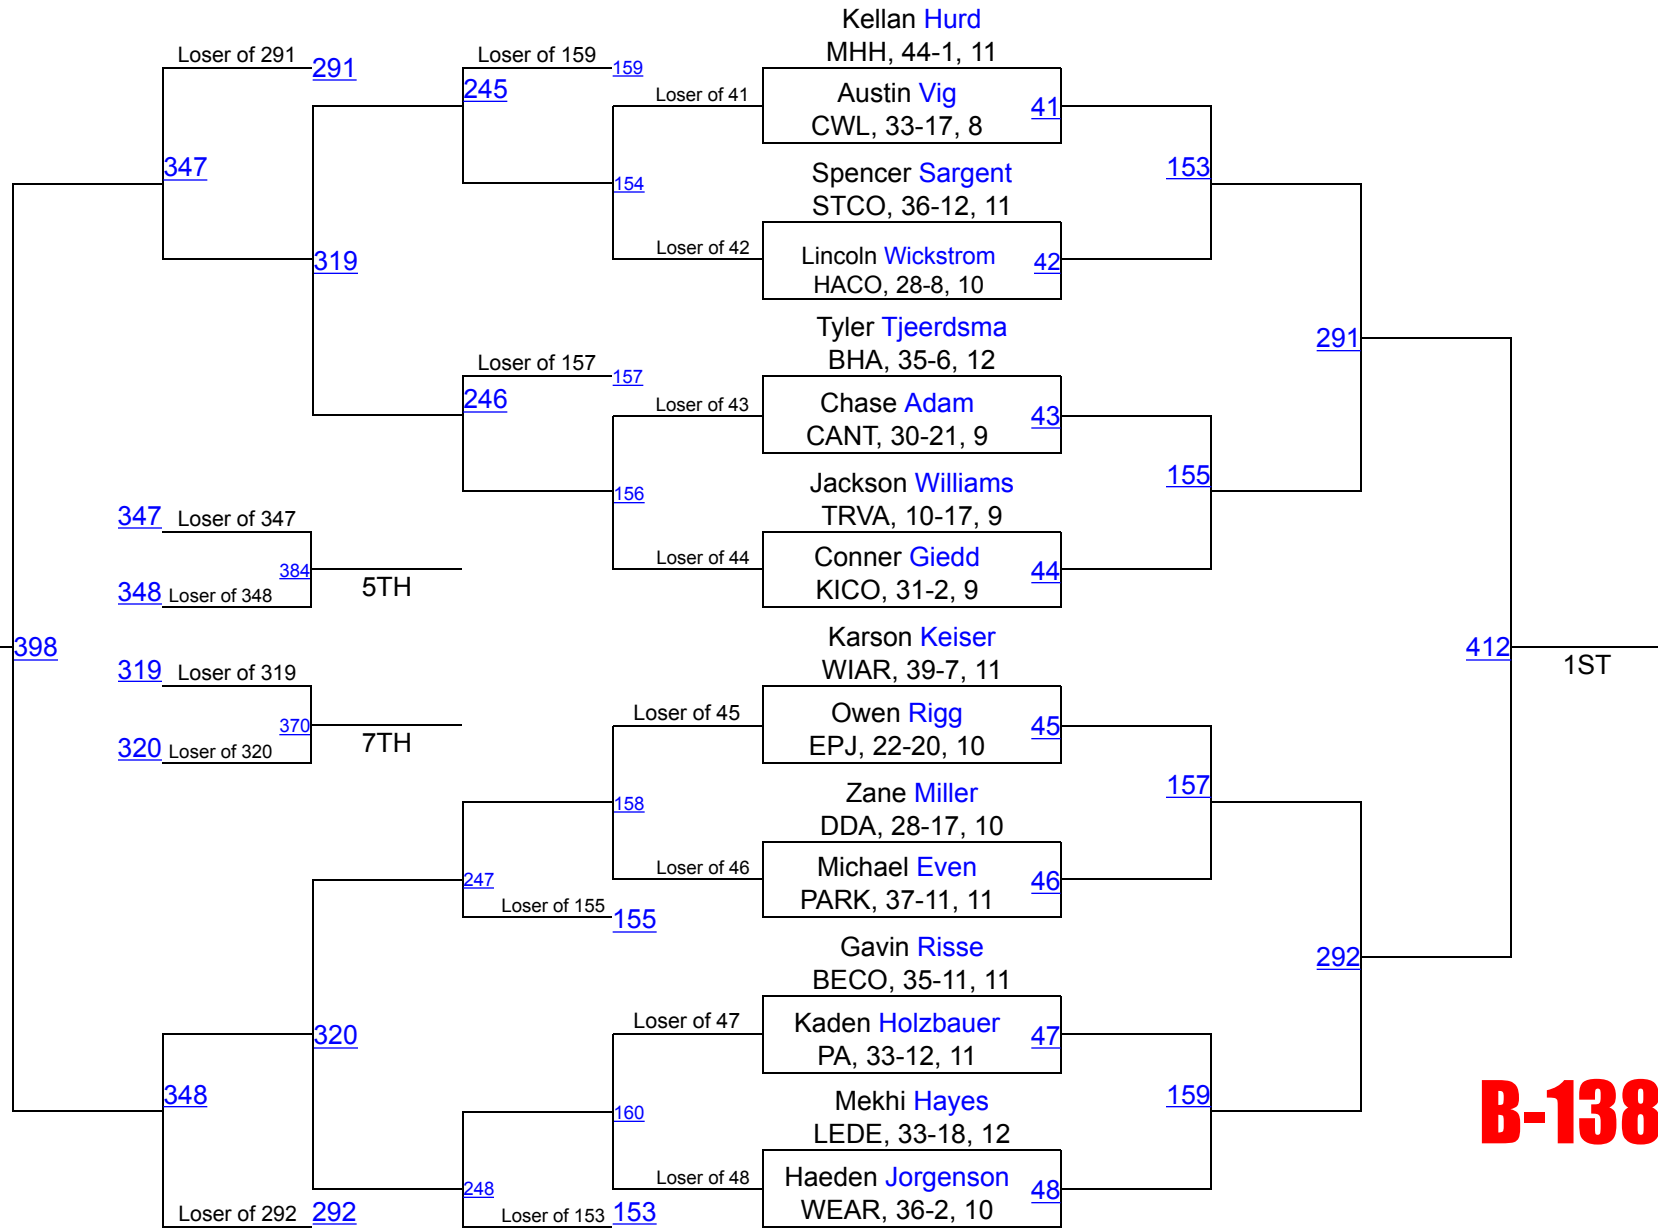 Kellan Hurd
MHH, 44-1, 11
Loser of 291 291
Loser of 159 159
245
Loser of 41
Austin Vig
CWL, 33-17, 8
41
347
154
Spencer Sargent
STCO, 36-12, 11
153
319
Loser of 42
Lincoln Wickstrom
HACO, 28-8, 10
42
Tyler Tjeerdsma
BHA, 35-6, 12
291
Loser of 157 157
246
Loser of 43
Chase Adam
CANT, 30-21, 9
43
156
Jackson Williams
TRVA, 10-17, 9
155
347 Loser of 347
384
5TH
348 Loser of 348
Loser of 44
Conner Giedd
KICO, 31-2, 9
44
398
Karson Keiser
WIAR, 39-7, 11
412
1ST
319 Loser of 319
370
7TH
320 Loser of 320
Loser of 45
Owen Rigg
EPJ, 22-20, 10
45
158
Zane Miller
DDA, 28-17, 10
157
247
Loser of 155 155
Loser of 46
Michael Even
PARK, 37-11, 11
46
Gavin Risse
BECO, 35-11, 11
292
320
Loser of 47
Kaden Holzbauer
PA, 33-12, 11
47
348
160
Mekhi Hayes
LEDE, 33-18, 12
159
B-138
248
Loser of 48
Haeden Jorgenson
WEAR, 36-2, 10
48
Loser of 292 292
Loser of 153 153